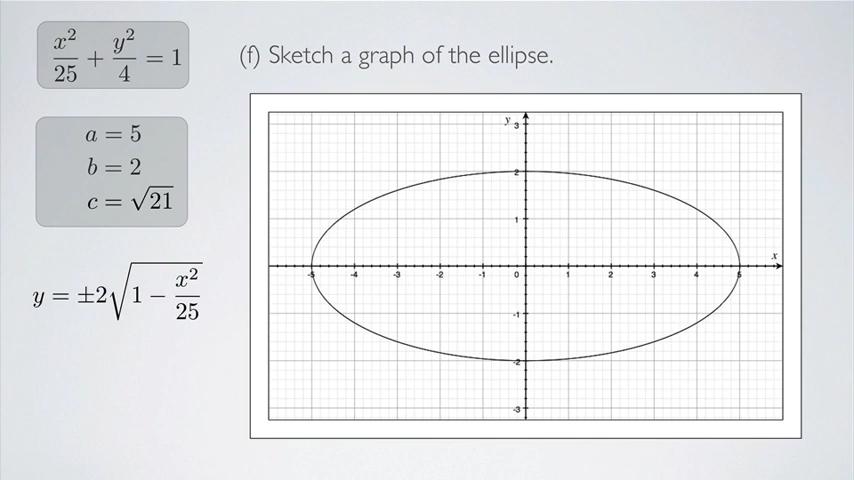 x²/25 + y²/4 = 1
(f) Sketch a graph of the ellipse.
a = 5
b = 2
c = √21
y = ±2√(1 − x²/25)
y
3
2
1
x
-5 -4 -3 -2 -1 0 1 2 3 4 5
-1
-2
-3